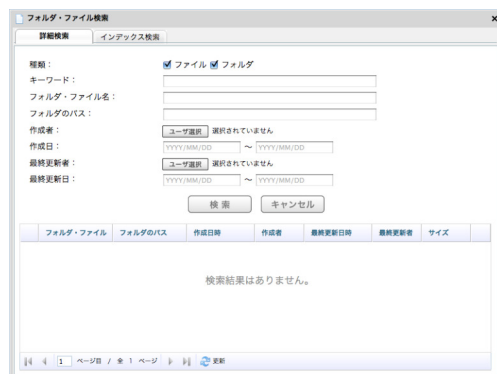 フォルダ・ファイル検索
詳細検索 インデックス検索
種類： ファイル フォルダ
キーワード：
フォルダ・ファイル名：
フォルダのパス：
作成者： ユーザ選択 選択されていません
作成日： YYYY/MM/DD ～ YYYY/MM/DD
最終更新者： ユーザ選択 選択されていません
最終更新日： YYYY/MM/DD ～ YYYY/MM/DD
検 索 キャンセル
フォルダ・ファイル フォルダのパス 作成日時 作成者 最終更新日時 最終更新者 サイズ
検索結果はありません。
1 ページ目 / 全 1 ページ 更新